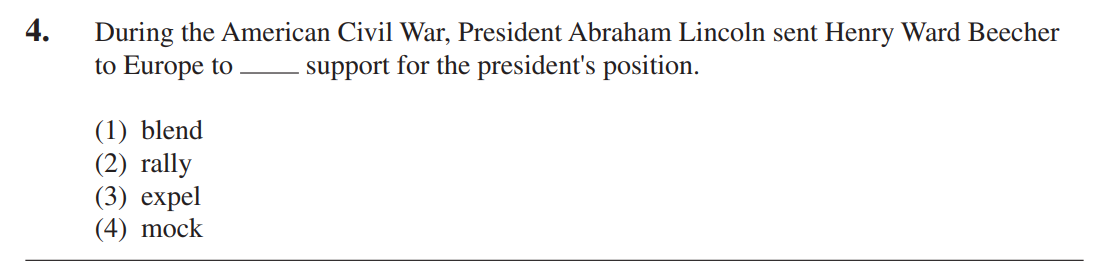 4. During the American Civil War, President Abraham Lincoln sent Henry Ward Beecher
to Europe to ____ support for the president's position.
(1) blend
(2) rally
(3) expel
(4) mock